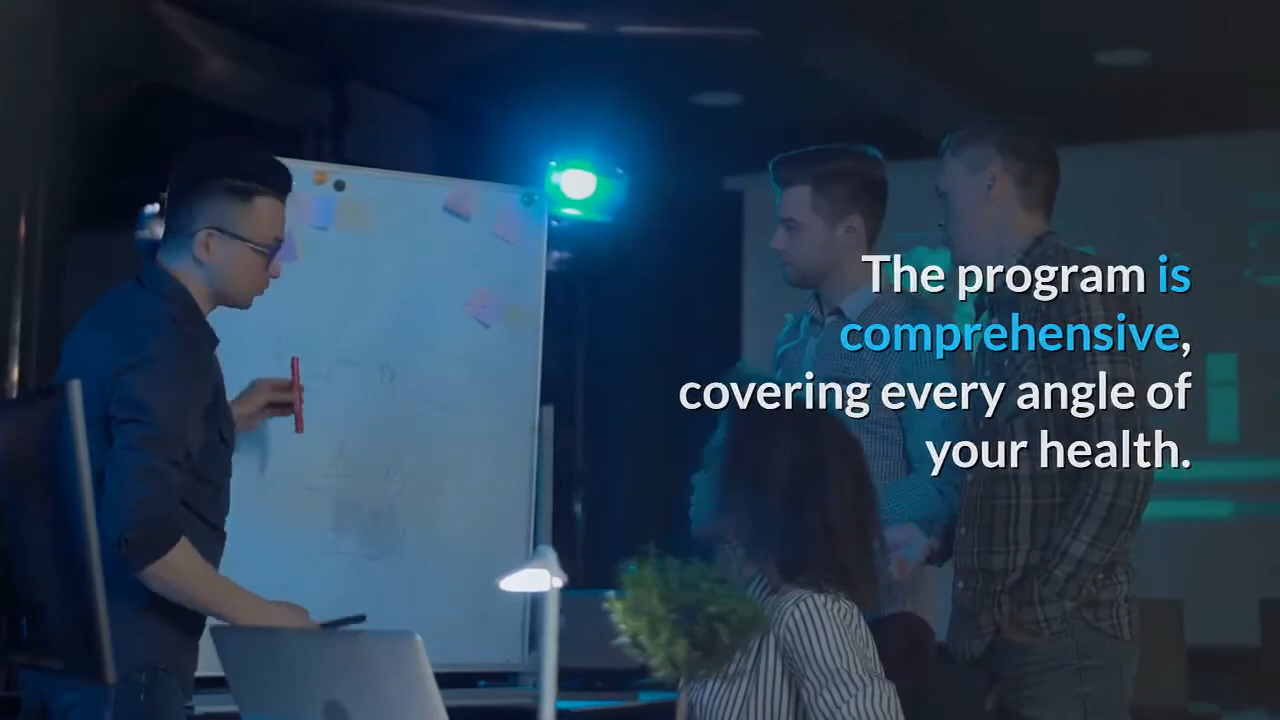 The program is
comprehensive,
covering every angle of
your health.